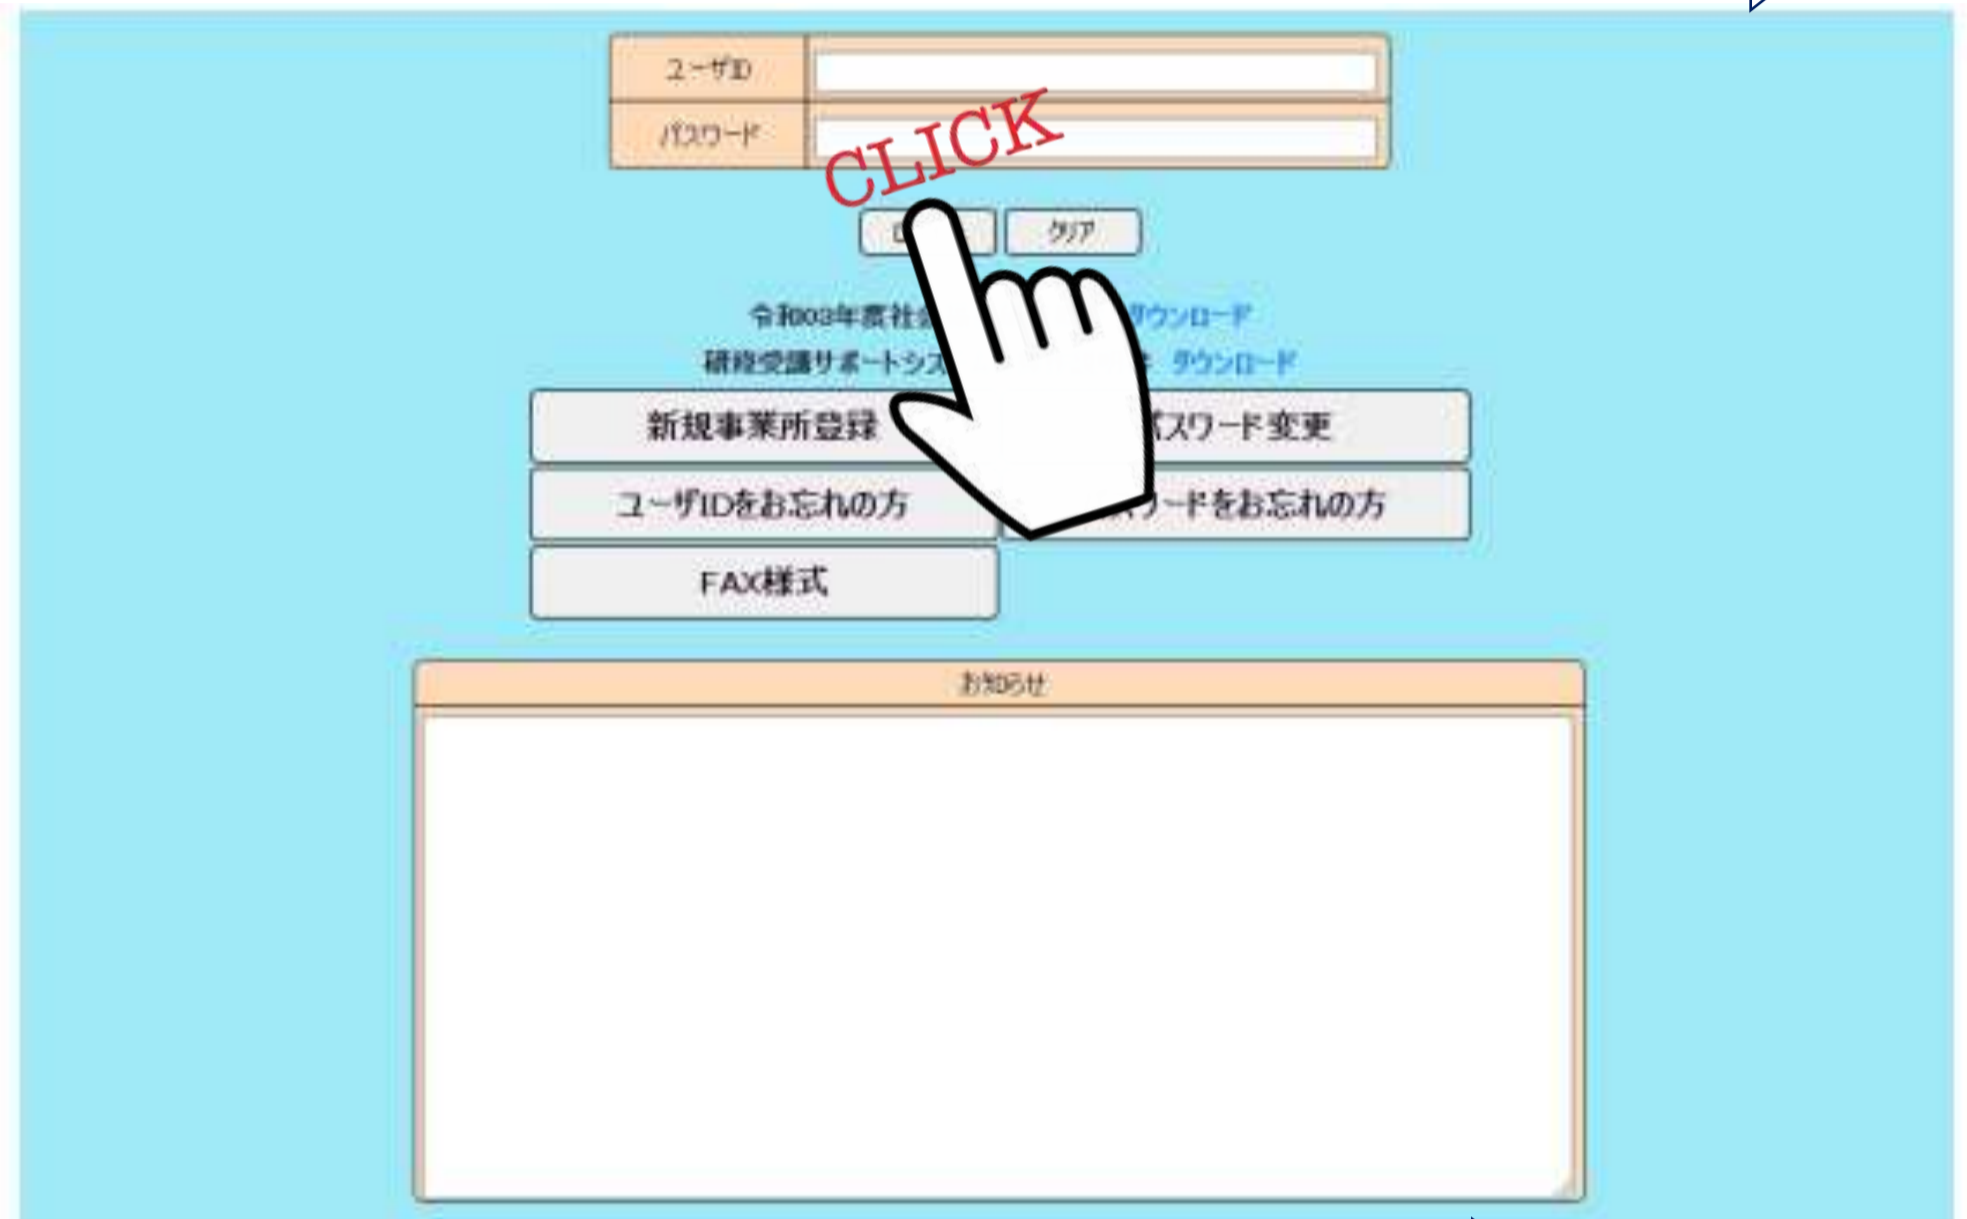 ユーザID
パスワード
CLICK
クリア
令和03年度社会 ダウンロード
研修受講サポートシス ダウンロード
新規事業所登録 パスワード変更
ユーザIDをお忘れの方 ードをお忘れの方
FAX様式
お知らせ